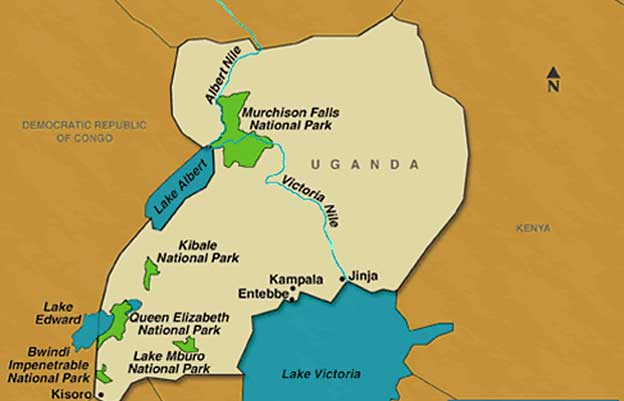 Albert Nile
Murchison Falls
National Park
N
DEMOCRATIC REPUBLIC
OF CONGO
UGANDA
Lake Albert
Victoria Nile
KENYA
Kibale
National Park
Kampala
Jinja
Entebbe
Lake
Edward
Queen Elizabeth
National Park
Bwindi
Impenetrable
National Park
Lake Mburo
National Park
Lake Victoria
Kisoro